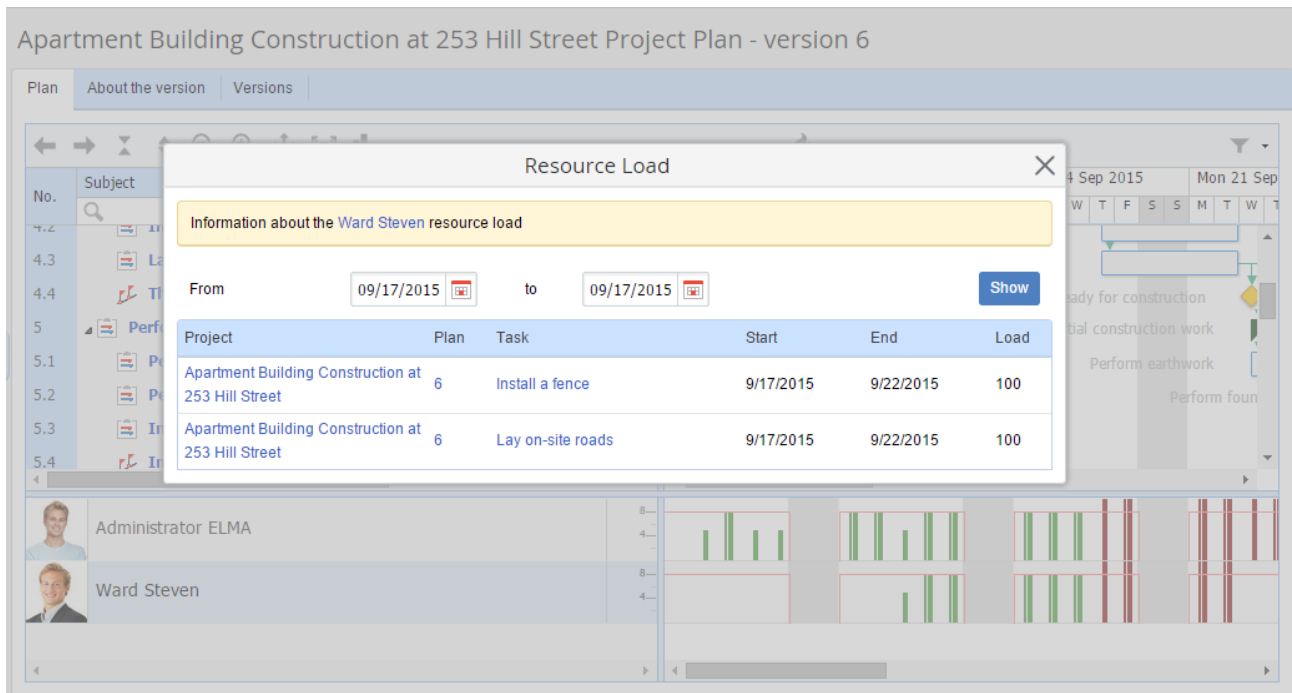 Apartment Building Construction at 253 Hill Street Project Plan - version 6
Plan About the version Versions
Resource Load
Information about the Ward Steven resource load
From 09/17/2015 to 09/17/2015 Show
Project Plan Task Start End Load
Apartment Building Construction at
253 Hill Street
6 Install a fence 9/17/2015 9/22/2015 100
Apartment Building Construction at
253 Hill Street
6 Lay on-site roads 9/17/2015 9/22/2015 100
No. Subject
4 Sep 2015 Mon 21 Sep
W T F S S M T W T
4.2
4.3
4.4
5
5.1
5.2
5.3
5.4
eady for construction
tial construction work
Perform earthwork
Perform foun
Administrator ELMA
8
4
Ward Steven
8
4